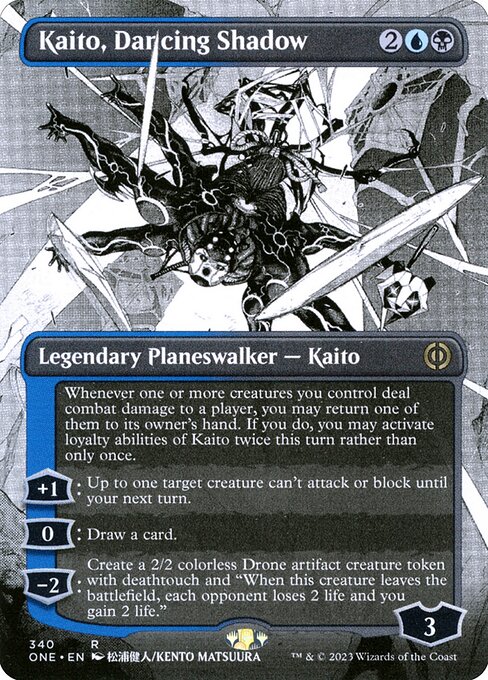 Kaito, Dancing Shadow 2
Legendary Planeswalker — Kaito
Whenever one or more creatures you control deal
combat damage to a player, you may return one
of them to its owner's hand. If you do, you may activate
loyalty abilities of Kaito twice this turn rather than
only once.
+1: Up to one target creature can't attack or block until
your next turn.
0: Draw a card.
−2: Create a 2/2 colorless Drone artifact creature token
with deathtouch and “When this creature leaves the
battlefield, each opponent loses 2 life and you
gain 2 life.”
3
340 R
ONE • EN 松浦健人/KENTO MATSUURA ™ & © 2023 Wizards of the Coast